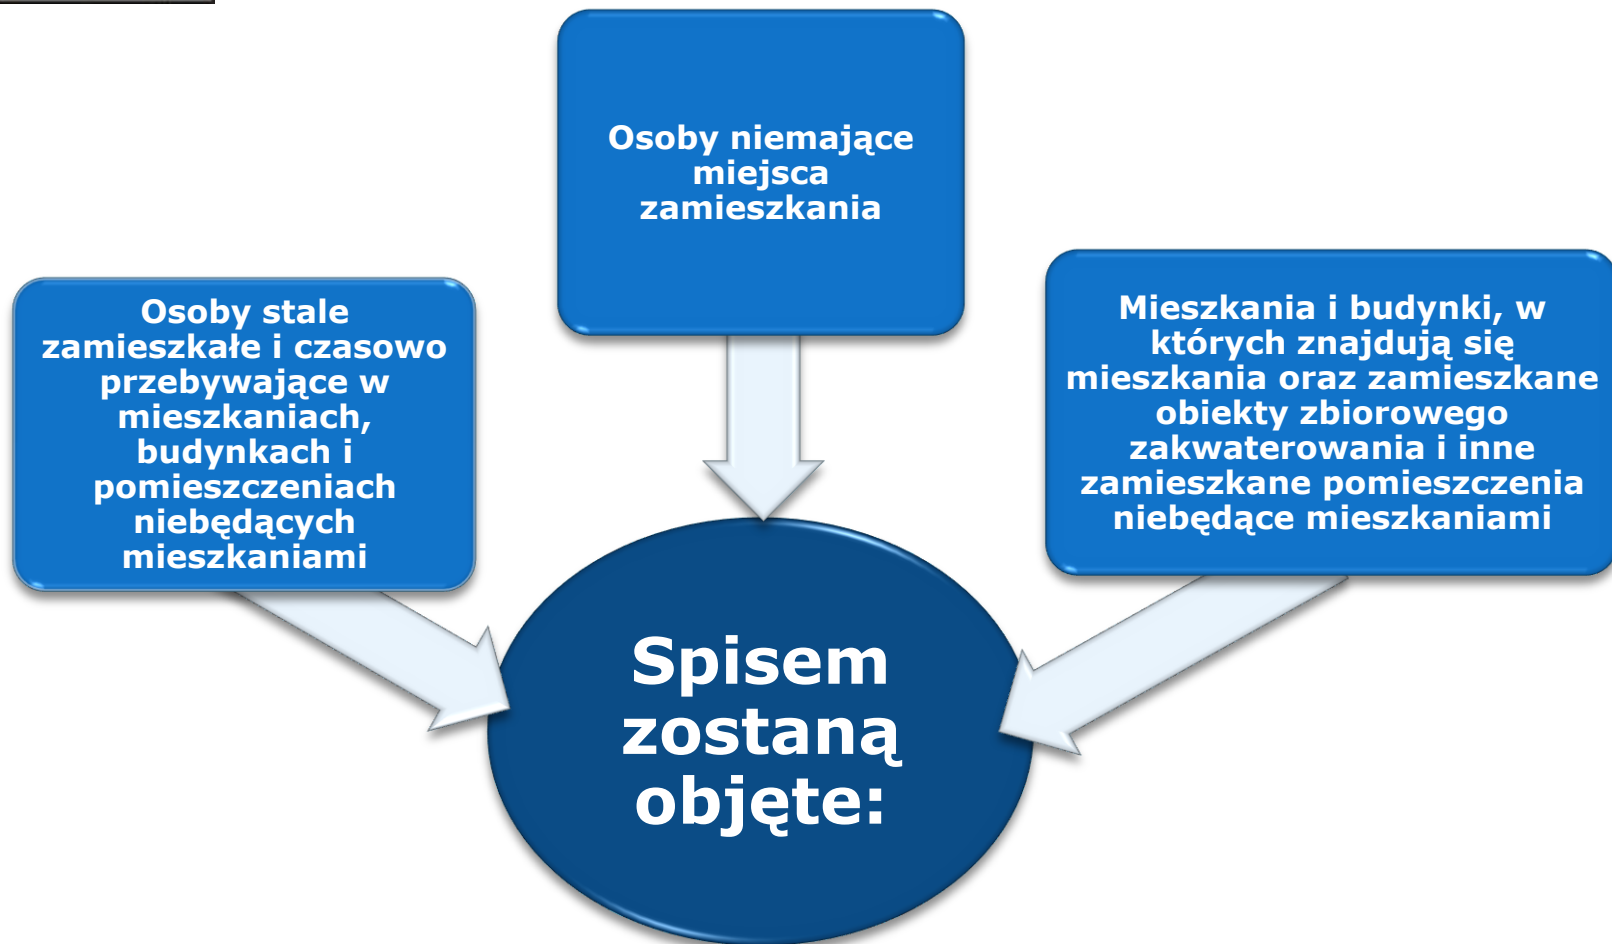 Osoby niemające
miejsca
zamieszkania
Osoby stale
zamieszkałe i czasowo
przebywające w
mieszkaniach,
budynkach i
pomieszczeniach
niebędących
mieszkaniami
Mieszkania i budynki, w
których znajdują się
mieszkania oraz zamieszkane
obiekty zbiorowego
zakwaterowania i inne
zamieszkane pomieszczenia
niebędące mieszkaniami
Spisem
zostaną
objęte: